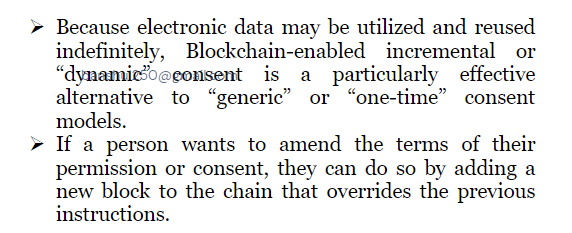 ➤ Because electronic data may be utilized and reused
indefinitely, Blockchain-enabled incremental or
“dynamic” consent is a particularly effective
alternative to “generic” or “one-time” consent
models.
➤ If a person wants to amend the terms of their
permission or consent, they can do so by adding a
new block to the chain that overrides the previous
instructions.